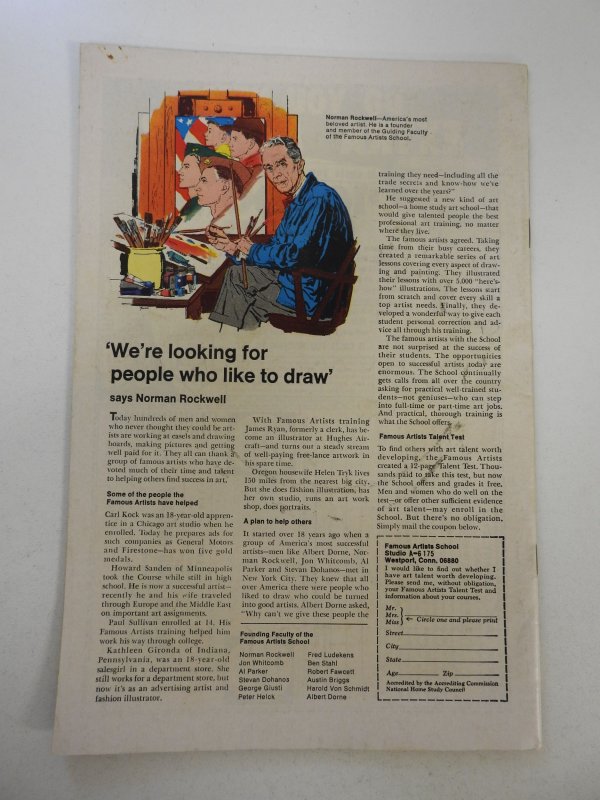 Norman Rockwell—America's most
beloved artist. He is a founder
and member of the Guiding Faculty
of the Famous Artists School.
'We're looking for
people who like to draw'
says Norman Rockwell
Today hundreds of men and women
who never thought they could be art-
ists are working at easels and drawing
boards, making pictures and getting
well paid for it. They all can thank a
group of famous artists who have de-
voted much of their time and talent
to helping others find success in art.
Some of the people the
Famous Artists have helped
Carl Kock was an 18-year-old appren-
tice in a Chicago art studio when he
enrolled. Today he prepares ads for
such companies as General Motors
and Firestone—has won five gold
medals.
Howard Sanden of Minneapolis
took the Course while still in high
school. He is now a successful artist—
recently he and his wife traveled
through Europe and the Middle East
on important art assignments.
Paul Sullivan enrolled at 14. His
Famous Artists training helped him
work his way through college.
Kathleen Gironda of Indiana,
Pennsylvania, was an 18-year-old
salesgirl in a department store. She
still works for a department store, but
now it's as an advertising artist and
fashion illustrator.
With Famous Artists training
James Ryan, formerly a clerk, has be-
come an illustrator at Hughes Air-
craft—and turns out a steady stream
of well-paying free-lance artwork in
his spare time.
Oregon housewife Helen Tryk lives
150 miles from the nearest big city.
But she does fashion illustration, has
her own studio, runs an art work
shop, does portraits.
A plan to help others
It started over 18 years ago when a
group of America's most successful
artists—men like Albert Dorne, Nor-
man Rockwell, Jon Whitcomb, Al
Parker and Stevan Dohanos—met in
New York City. They knew that all
over America there were people who
liked to draw who could be turned
into good artists. Albert Dorne asked,
"Why can't we give these people the
Founding Faculty of the
Famous Artists School
Norman Rockwell
Jon Whitcomb
Al Parker
Stevan Dohanos
George Giusti
Peter Helck
Fred Ludekens
Ben Stahl
Robert Fawcett
Austin Briggs
Harold Von Schmidt
Albert Dorne
training they need—including all the
trade secrets and know-how we've
learned over the years?"
He suggested a new kind of art
school—a home study art school—that
would give talented people the best
professional art training, no matter
where they live.
The famous artists agreed. Taking
time from their busy careers, they
created a remarkable series of art
lessons covering every aspect of draw-
ing and painting. They illustrated
their lessons with over 5,000 "here's-
how" illustrations. The lessons start
from scratch and cover every skill a
top artist needs. Finally, they de-
veloped a wonderful way to give each
student personal correction and ad-
vice all through his training.
The famous artists with the School
are not surprised at the success of
their students. The opportunities
open to successful artists today are
enormous. The School continually
gets calls from all over the country
asking for practical well-trained stu-
dents—not geniuses—who can step
into full-time or part-time art jobs.
And practical, thorough training is
what the School offers.
Famous Artists Talent Test
To find others with art talent worth
developing, the Famous Artists
created a 12-page Talent Test. Thou-
sands paid to take this test, but now
the School offers and grades it free.
Men and women who do well on the
test—or offer other sufficient evidence
of art talent—may enroll in the
School. But there's no obligation.
Simply mail the coupon below.
Famous Artists School
Studio A-6175
Westport, Conn. 06880
I would like to find out whether I
have art talent worth developing.
Please send me, without obligation,
your Famous Artists Talent Test and
information about your courses.
Mr.
Mrs.
Miss ← Circle one and please print
Street
City
State
Age Zip
Accredited by the Accrediting Commission
National Home Study Council